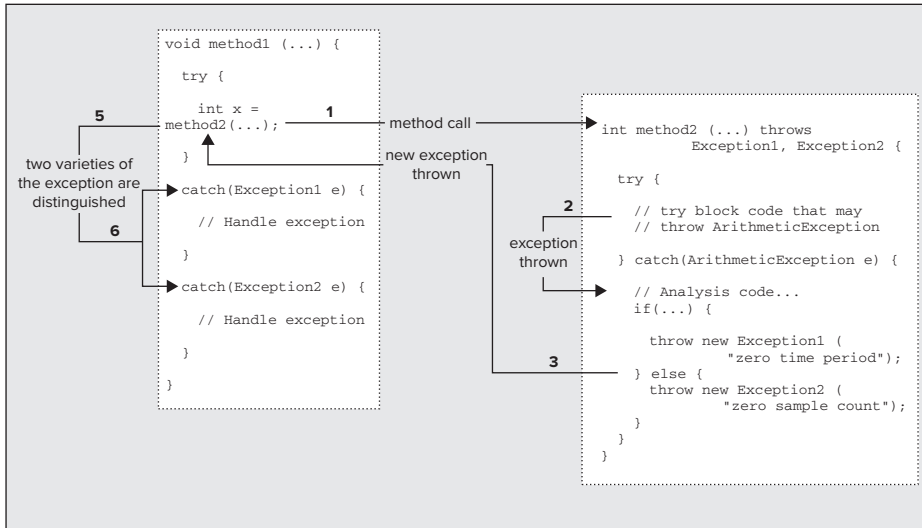 void method1 (...) {
try {
int x =
method2(...);
}
catch(Exception1 e) {
// Handle exception
}
catch(Exception2 e) {
// Handle exception
}
}
5
two varieties of
the exception are
distinguished
6
1
method call
new exception
thrown
2
exception
thrown
3
int method2 (...) throws
Exception1, Exception2 {
try {
// try block code that may
// throw ArithmeticException
} catch(ArithmeticException e) {
// Analysis code...
if(...) {
throw new Exception1 (
"zero time period");
} else {
throw new Exception2 (
"zero sample count");
}
}
}